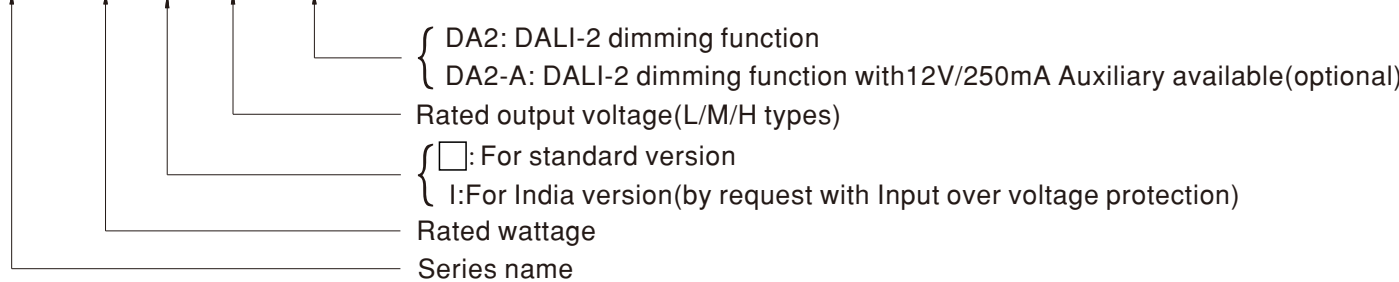 DA2: DALI-2 dimming function
DA2-A: DALI-2 dimming function with12V/250mA Auxiliary available(optional)
Rated output voltage(L/M/H types)
□: For standard version
I:For India version(by request with Input over voltage protection)
Rated wattage
Series name